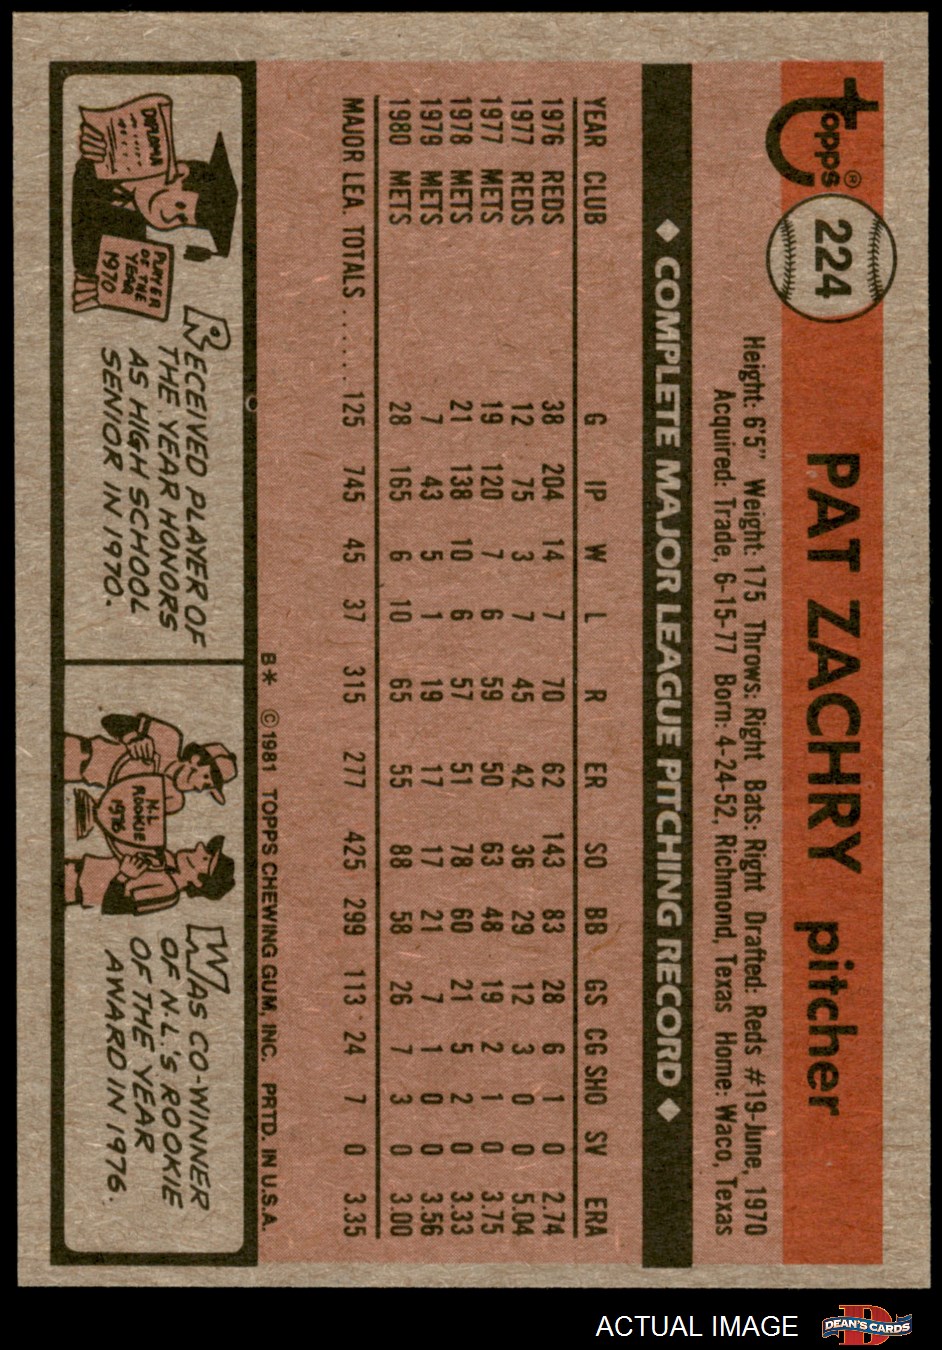 topps®
224
PAT ZACHRY pitcher
Height: 6'5" Weight: 175 Throws: Right Bats: Right Drafted: Reds #19-June, 1970
Acquired: Trade, 6-15-77 Born: 4-24-52, Richmond, Texas Home: Waco, Texas
◆ COMPLETE MAJOR LEAGUE PITCHING RECORD ◆
YEAR CLUB G IP W L R ER SO BB GS CG SHO SV ERA
1976 REDS 38 204 14 7 70 62 143 83 28 6 1 0 2.74
1977 REDS 12 75 3 7 45 42 36 29 12 3 0 0 5.04
1977 METS 19 120 7 6 59 50 63 48 19 2 1 0 3.75
1978 METS 21 138 10 6 57 51 78 60 21 5 2 0 3.33
1979 METS 7 43 5 1 19 17 17 21 7 1 0 0 3.56
1980 METS 28 165 6 10 65 55 88 58 26 7 3 0 3.00
MAJOR LEA. TOTALS ...... 125 745 45 37 315 277 425 299 113 24 7 0 3.35
B* © 1981 TOPPS CHEWING GUM, INC. PRTD. IN U.S.A.
DIPLOMA
PLAYER
OF THE
YEAR
1970
RECEIVED PLAYER OF
THE YEAR HONORS
AS HIGH SCHOOL
SENIOR IN 1970.
N.L.
ROOKIE
1976
WAS CO-WINNER
OF N.L.'S ROOKIE
OF THE YEAR
AWARD IN 1976.
ACTUAL IMAGE
D
DEAN'S CARDS